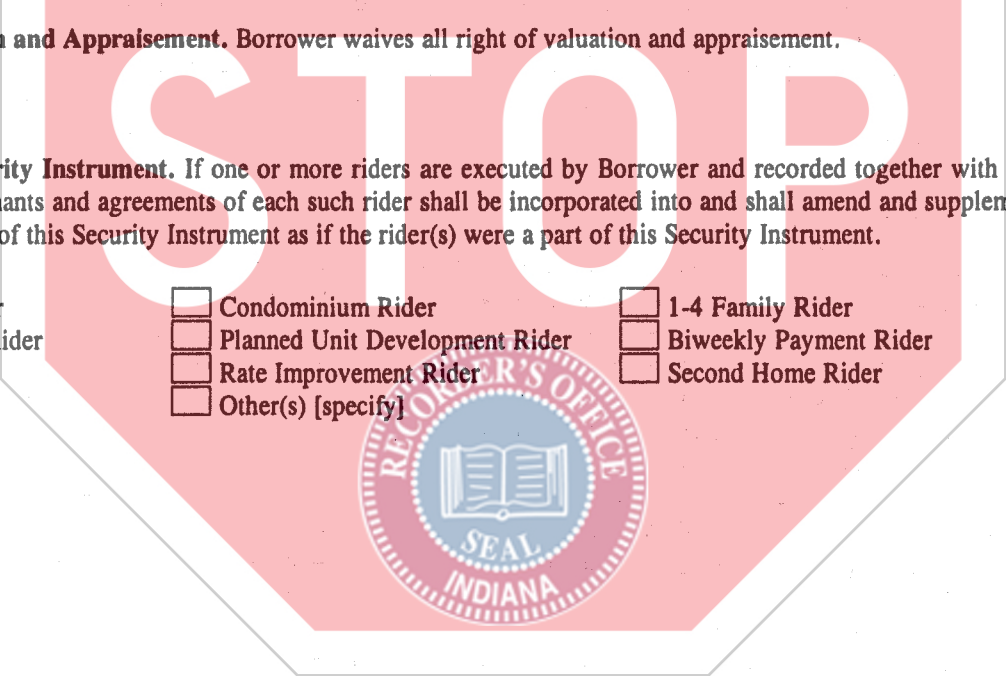 n and Appraisement. Borrower waives all right of valuation and appraisement.
rity Instrument. If one or more riders are executed by Borrower and recorded together with
nants and agreements of each such rider shall be incorporated into and shall amend and supplem
of this Security Instrument as if the rider(s) were a part of this Security Instrument.
r Condominium Rider 1-4 Family Rider
ider Planned Unit Development Rider Biweekly Payment Rider
Rate Improvement Rider Second Home Rider
Other(s) [specify]
STOP
RECORDER'S OFFICE
SEAL
INDIANA